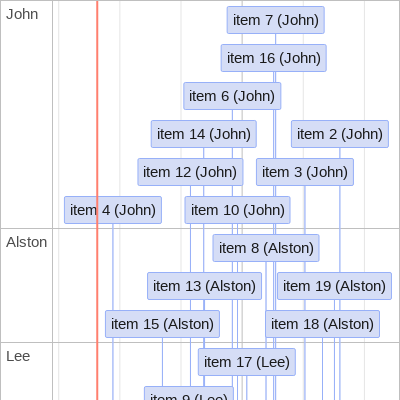 John
item 7 (John)
item 16 (John)
item 6 (John)
item 14 (John)
item 2 (John)
item 12 (John)
item 3 (John)
item 4 (John)
item 10 (John)
Alston
item 8 (Alston)
item 13 (Alston)
item 19 (Alston)
item 15 (Alston)
item 18 (Alston)
Lee
item 17 (Lee)
item 9 (Lee)